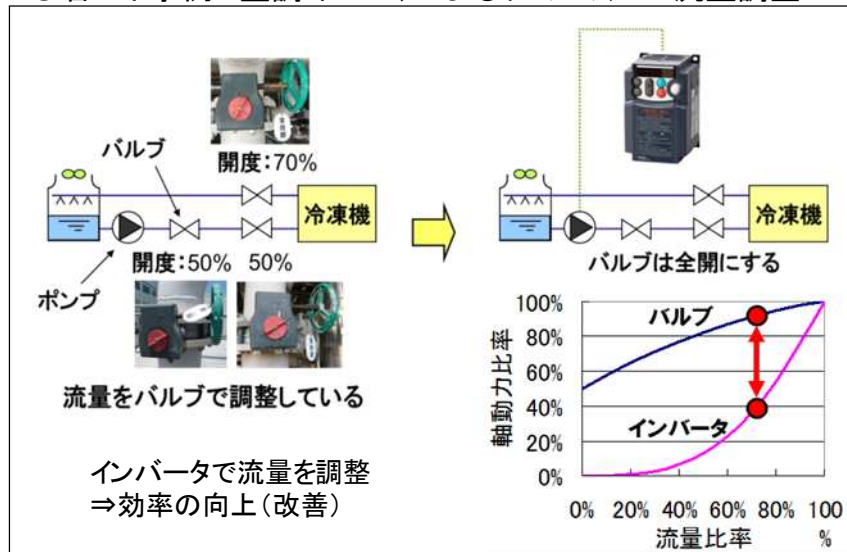 バルブ
開度:70%
冷凍機
開度:50% 50%
ポンプ
流量をバルブで調整している
インバータで流量を調整
⇒効率の向上(改善)
冷凍機
バルブは全開にする
軸動力比率
100%
80%
60%
40%
20%
0%
バルブ
インバータ
0% 20% 40% 60% 80% 100
%
流量比率